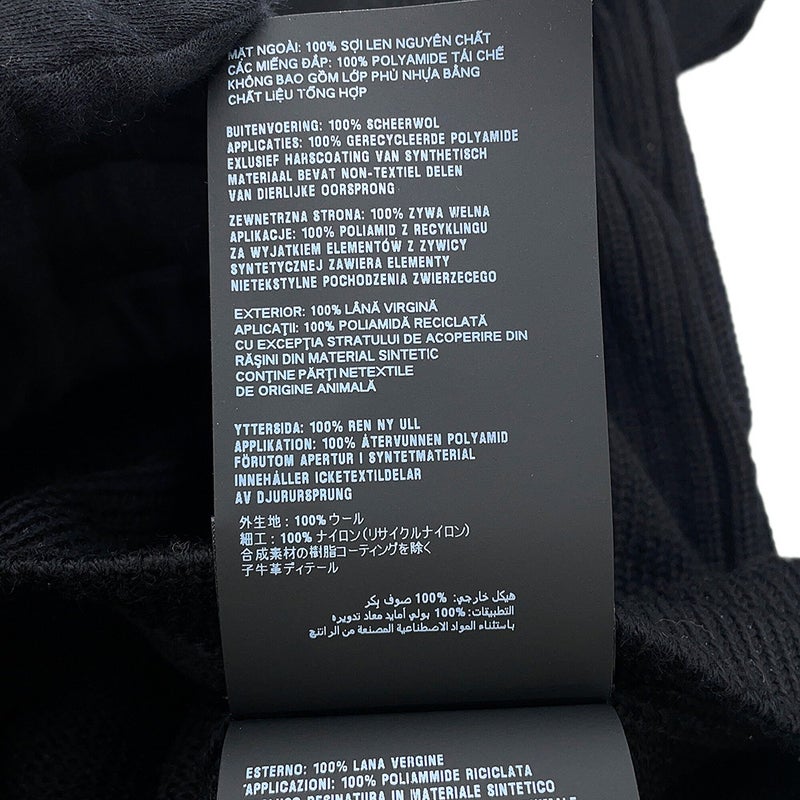 MẶT NGOÀI: 100% SỢI LEN NGUYÊN CHẤT
CÁC MIẾNG ĐẮP: 100% POLYAMIDE TÁI CHẾ
KHÔNG BAO GỒM LỚP PHỦ NHỰA BẰNG
CHẤT LIỆU TỔNG HỢP
BUITENVOERING: 100% SCHEERWOL
APPLICATIES: 100% GERECYCLEERDE POLYAMIDE
EXLUSIEF HARSCOATING VAN SYNTHETISCH
MATERIAAL BEVAT NON-TEXTIEL DELEN
VAN DIERLIJKE OORSPRONG
ZEWNETRZNA STRONA: 100% ZYWA WELNA
APLIKACJE: 100% POLIAMID Z RECYKLINGU
ZA WYJATKIEM ELEMENTÓW Z ZYWICY
SYNTETYCZNEJ ZAWIERA ELEMENTY
NIETEKSTYLNE POCHODZENIA ZWIERZECEGO
EXTERIOR: 100% LÂNĂ VIRGINĂ
APLICAȚII: 100% POLIAMIDĂ RECICLATĂ
CU EXCEPȚIA STRATULUI DE ACOPERIRE DIN
RĂȘINI DIN MATERIAL SINTETIC
CONȚINE PĂRȚI NETEXTILE
DE ORIGINE ANIMALĂ
YTTERSIDA: 100% REN NY ULL
APPLIKATION: 100% ÅTERVUNNEN POLYAMID
FÖRUTOM APERTUR I SYNTETMATERIAL
INNEHÅLLER ICKETEXTILDELAR
AV DJURURSPRUNG
外生地：100%ウール
細工：100%ナイロン(リサイクルナイロン)
合成素材の樹脂コーティングを除く
子牛革ディテール
هيكل خارجي: 100% صوف بكر
التطبيقات: 100% بولي أمايد معاد تدويره
باستثناء المواد الاصطناعية المصنعة من الراتنج
ESTERNO: 100% LANA VERGINE
APPLICAZIONI: 100% POLIAMMIDE RICICLATA
RESINATURA IN MATERIALE SINTETICO